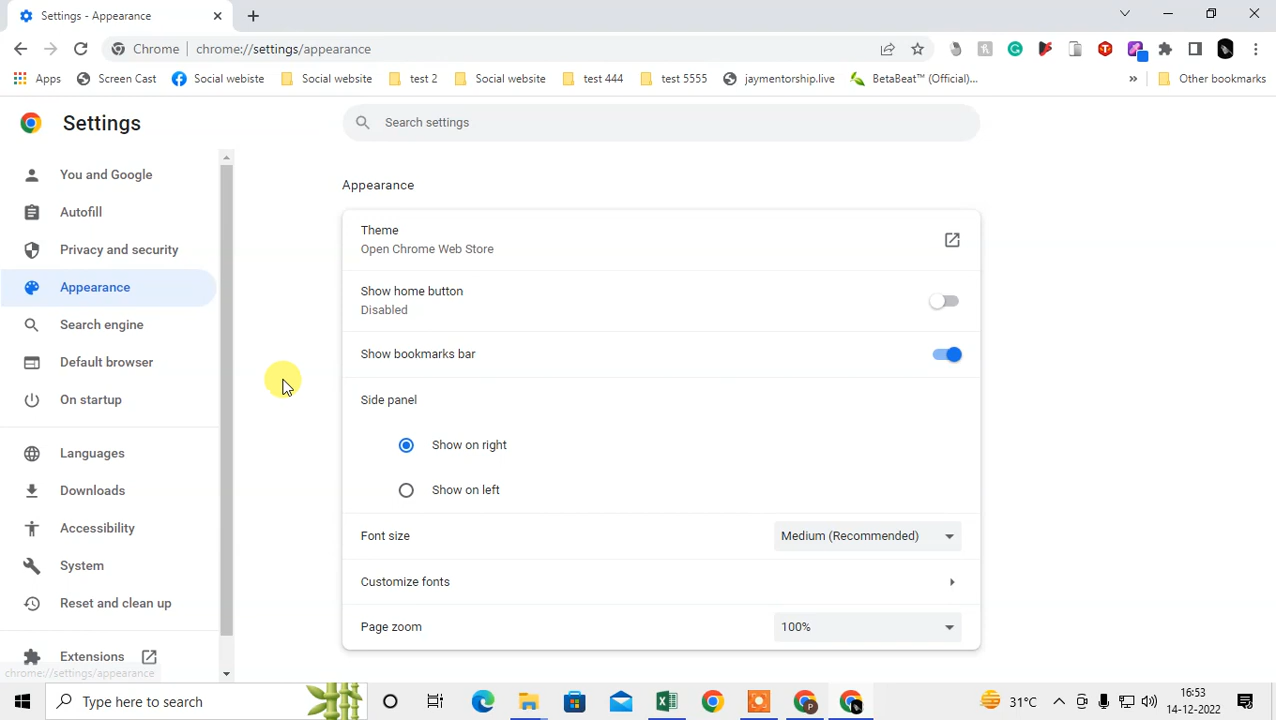 Settings - Appearance
Chrome chrome://settings/appearance
Apps Screen Cast Social webiste Social website test 2 Social website test 444 test 5555 jaymentorship.live BetaBeat™ (Official)... » Other bookmarks
Settings
Search settings
You and Google
Autofill
Privacy and security
Appearance
Search engine
Default browser
On startup
Languages
Downloads
Accessibility
System
Reset and clean up
Extensions
chrome://settings/appearance
Appearance
Theme
Open Chrome Web Store
Show home button
Disabled
Show bookmarks bar
Side panel
Show on right
Show on left
Font size Medium (Recommended)
Customize fonts
Page zoom 100%
Type here to search
31°C
16:53
14-12-2022